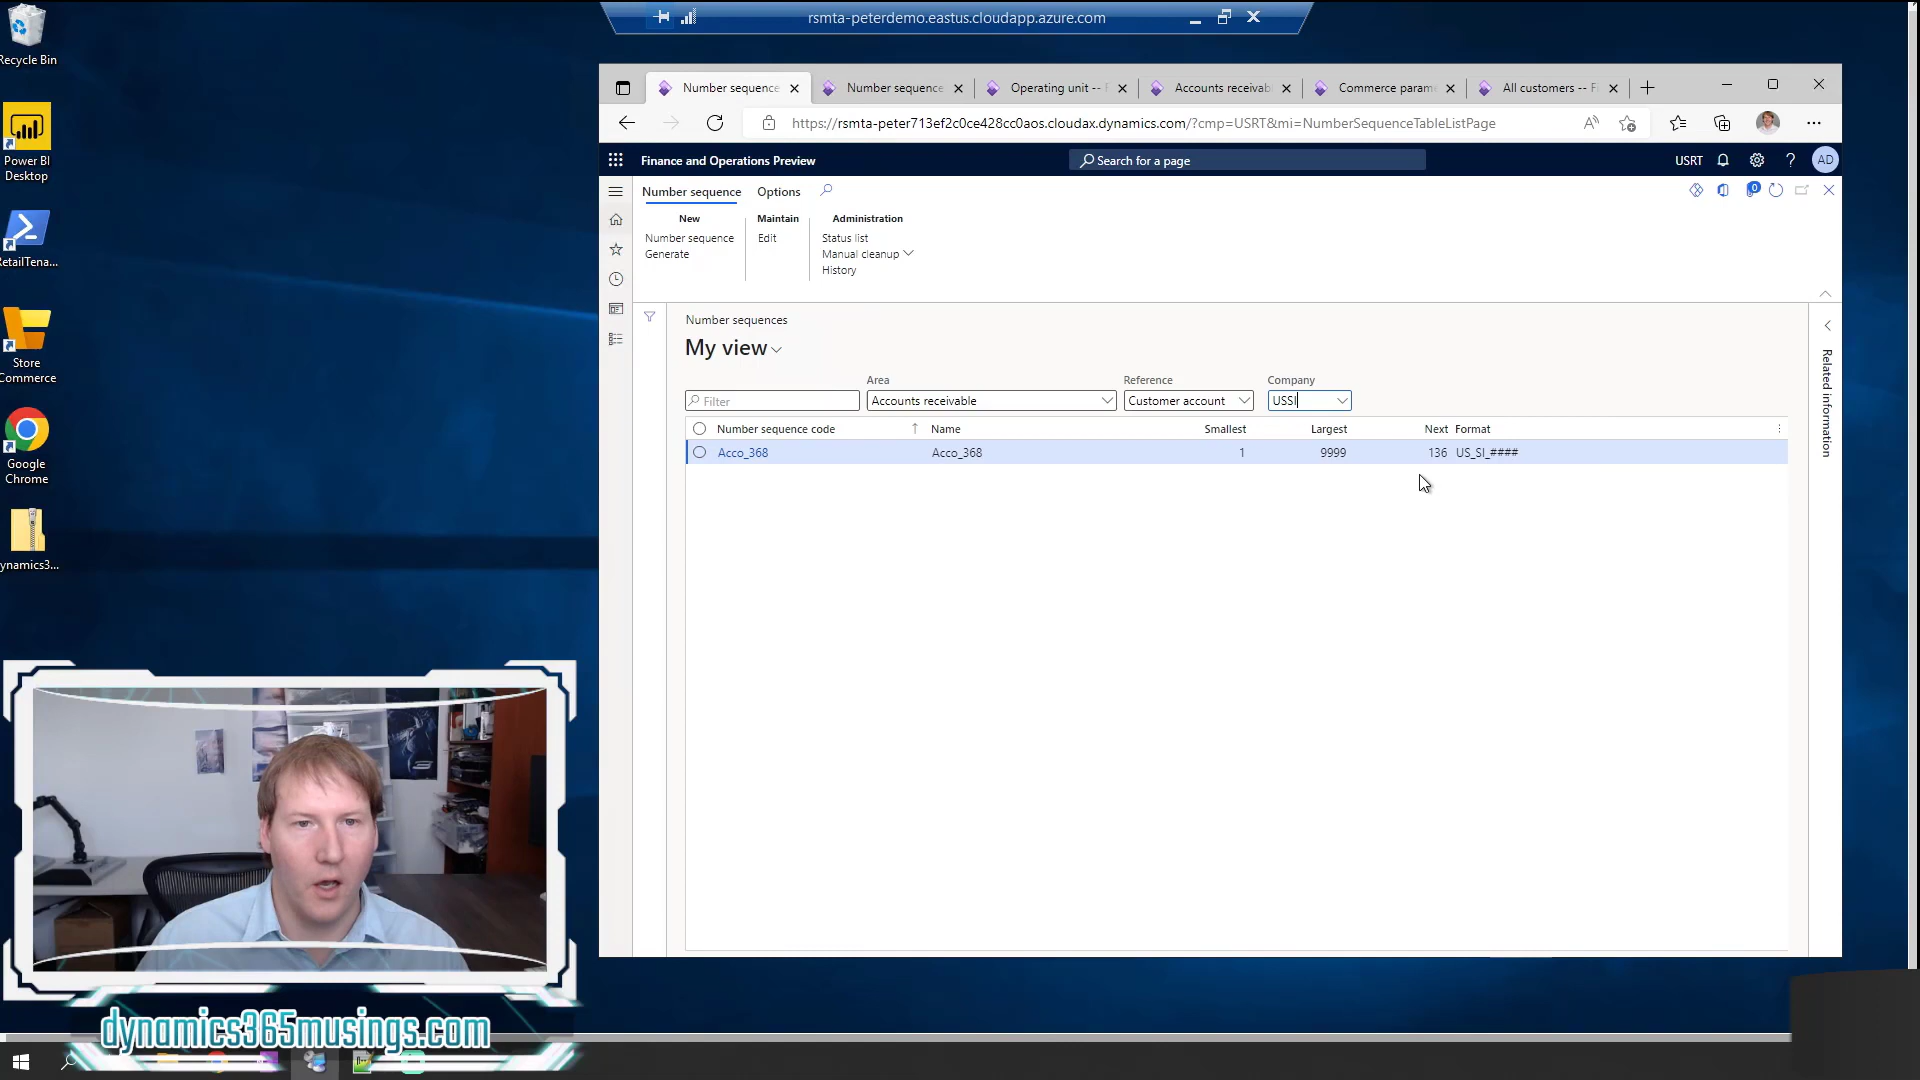 Recycle Bin
Power BI
Desktop
RetailTena...
Store
Commerce
Google
Chrome
ynamics3...
rsmta-peterdemo.eastus.cloudapp.azure.com
Number sequence
Number sequence
Operating unit -- F
Accounts receivab
Commerce param
All customers -- Fi
https://rsmta-peter713ef2c0ce428cc0aos.cloudax.dynamics.com/?cmp=USRT&mi=NumberSequenceTableListPage
Finance and Operations Preview
Search for a page
USRT
AD
Number sequence
Options
0
New
Maintain
Administration
Number sequence
Edit
Status list
Generate
Manual cleanup
History
Number sequences
My view
Area
Reference
Company
Filter
Accounts receivable
Customer account
USSI
Number sequence code
Name
Smallest
Largest
Next
Format
Acco_368
Acco_368
1
9999
136
US_SI_####
Related information
dynamics365musings.com